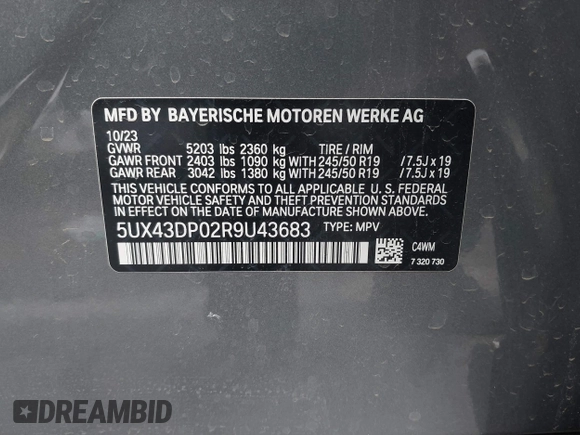 MFD BY BAYERISCHE MOTOREN WERKE AG
10/23
GVWR 5203 lbs 2360 kg TIRE / RIM
GAWR FRONT 2403 lbs 1090 kg WITH 245/50 R19 / 7.5J x 19
GAWR REAR 3042 lbs 1380 kg WITH 245/50 R19 / 7.5J x 19
THIS VEHICLE CONFORMS TO ALL APPLICABLE U. S. FEDERAL
MOTOR VEHICLE SAFETY AND THEFT PREVENTION STANDARDS
IN EFFECT ON THE DATE OF MANUFACTURE SHOWN ABOVE.
5UX43DP02R9U43683 TYPE: MPV
C4WM
7 320 730
DREAMBID